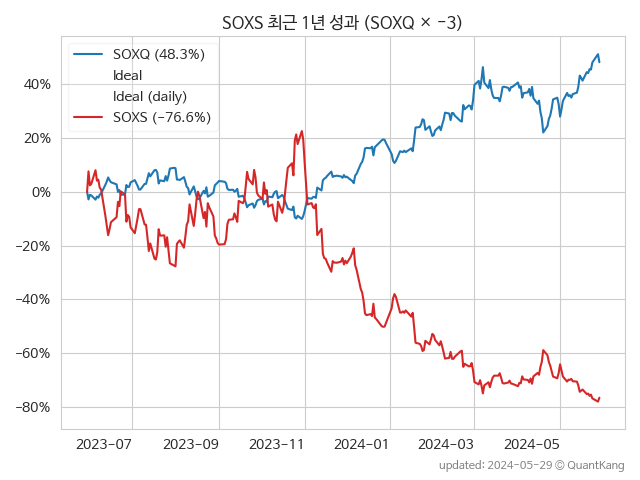 SOXS 최근 1년 성과 (SOXQ × −3)
SOXQ (48.3%)
Ideal
Ideal (daily)
SOXS (−76.6%)
40%
20%
0%
−20%
−40%
−60%
−80%
2023-07
2023-09
2023-11
2024-01
2024-03
2024-05
updated: 2024-05-29 ⓒ QuantKang